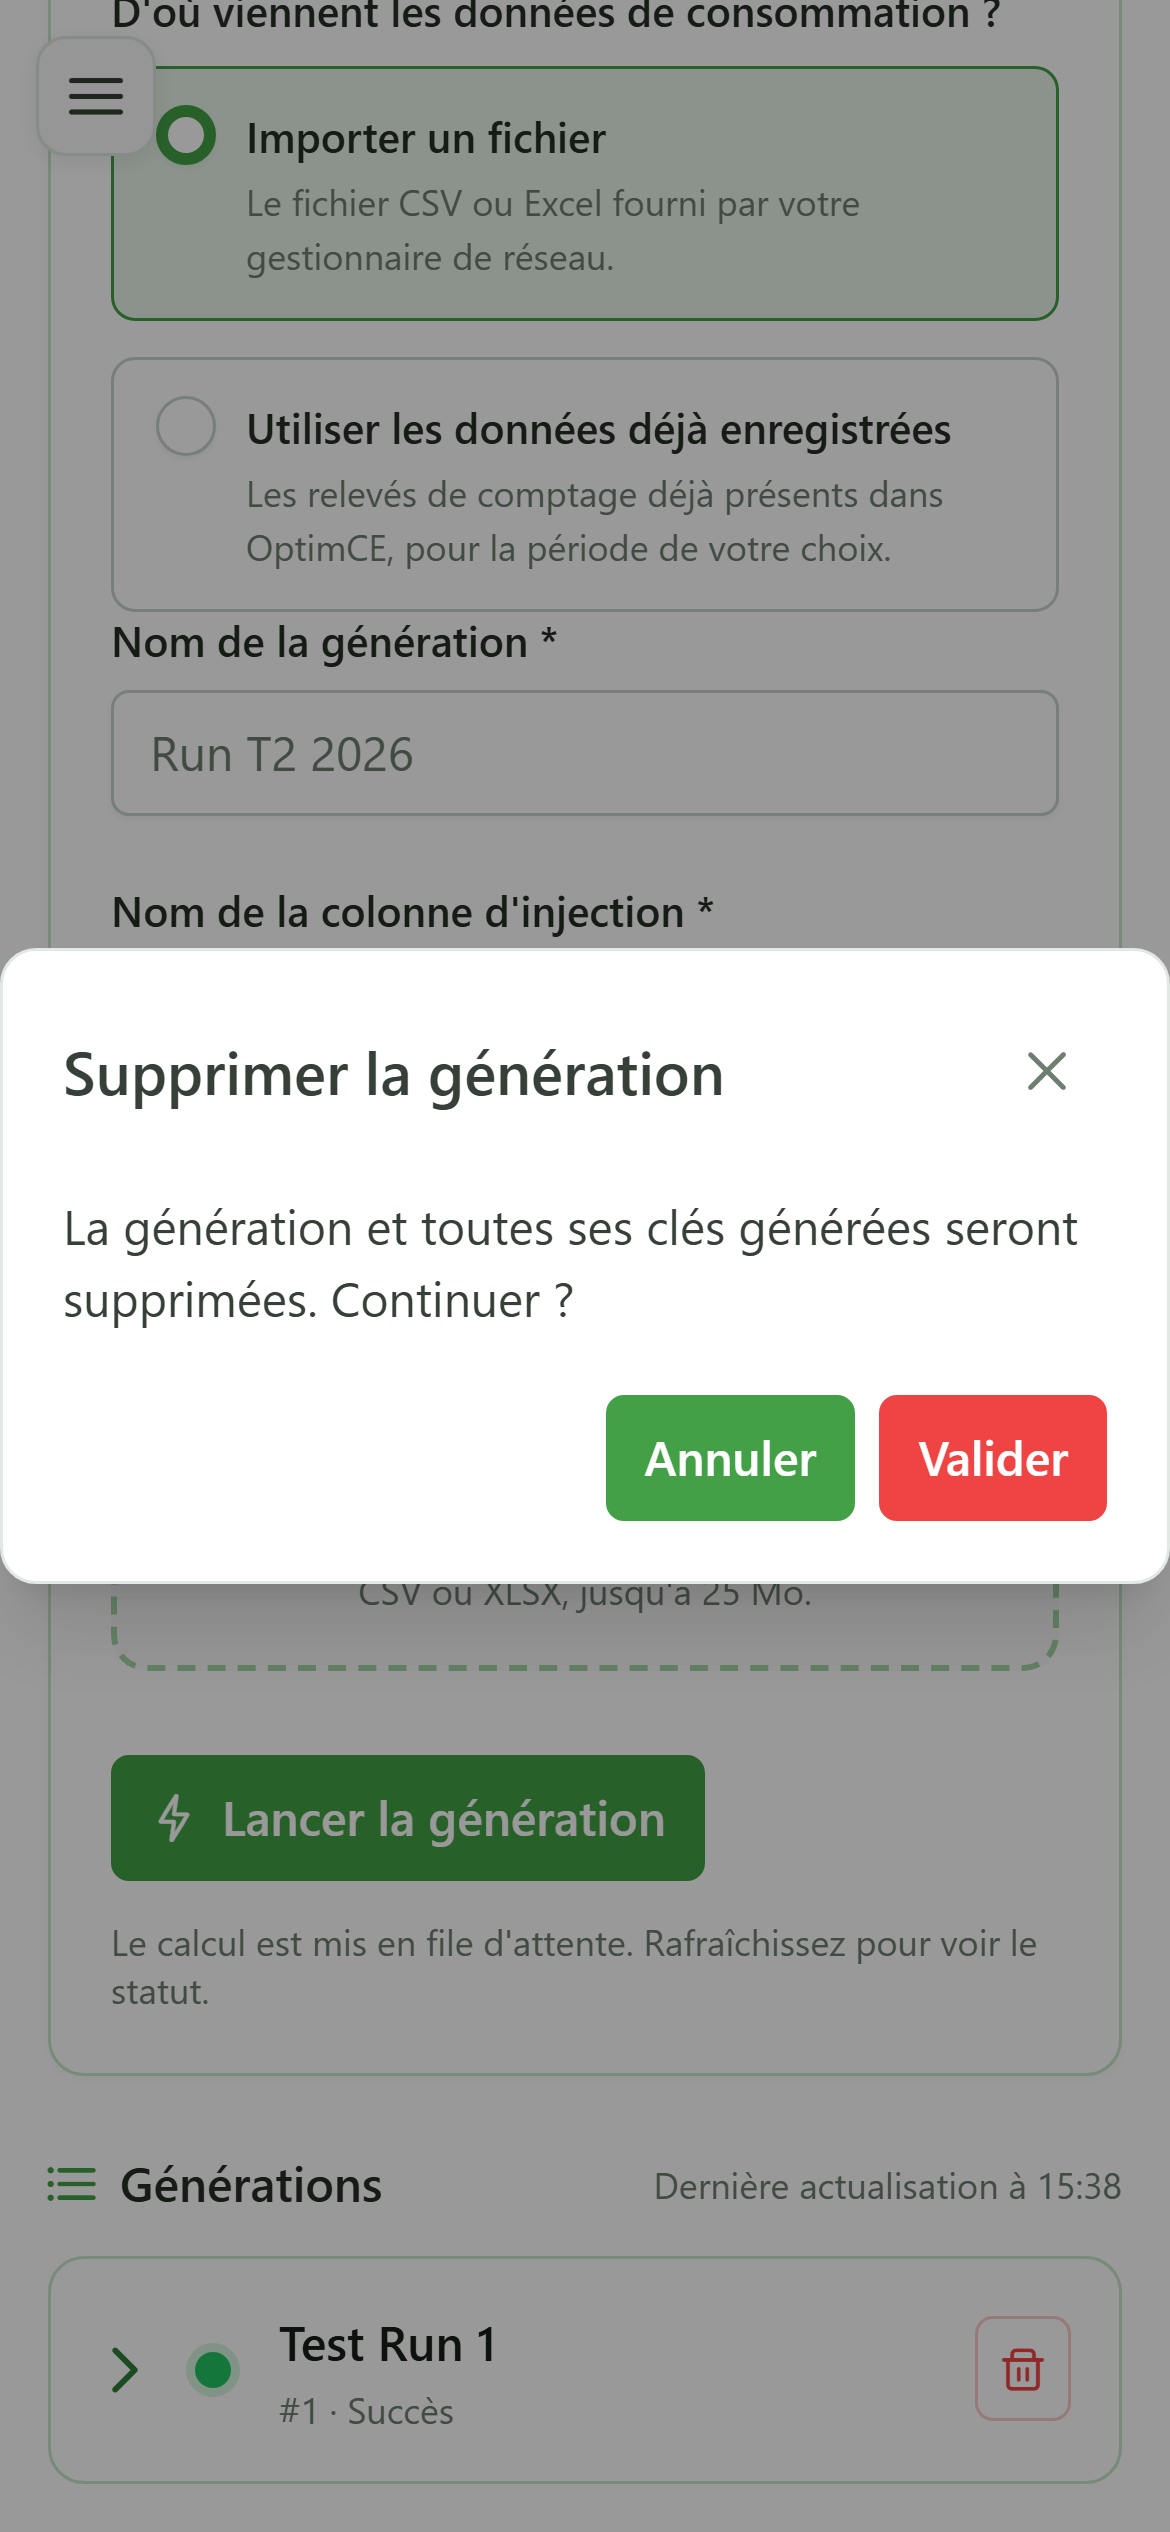 D'où viennent les données de consommation ?
Importer un fichier
Le fichier CSV ou Excel fourni par votre
gestionnaire de réseau.
Utiliser les données déjà enregistrées
Les relevés de comptage déjà présents dans
OptimCE, pour la période de votre choix.
Nom de la génération *
Run T2 2026
Nom de la colonne d'injection *
Supprimer la génération
La génération et toutes ses clés générées seront
supprimées. Continuer ?
Annuler
Valider
CSV ou XLSX, jusqu'à 25 Mo.
Lancer la génération
Le calcul est mis en file d'attente. Rafraîchissez pour voir le
statut.
Générations
Dernière actualisation à 15:38
Test Run 1
#1 · Succès